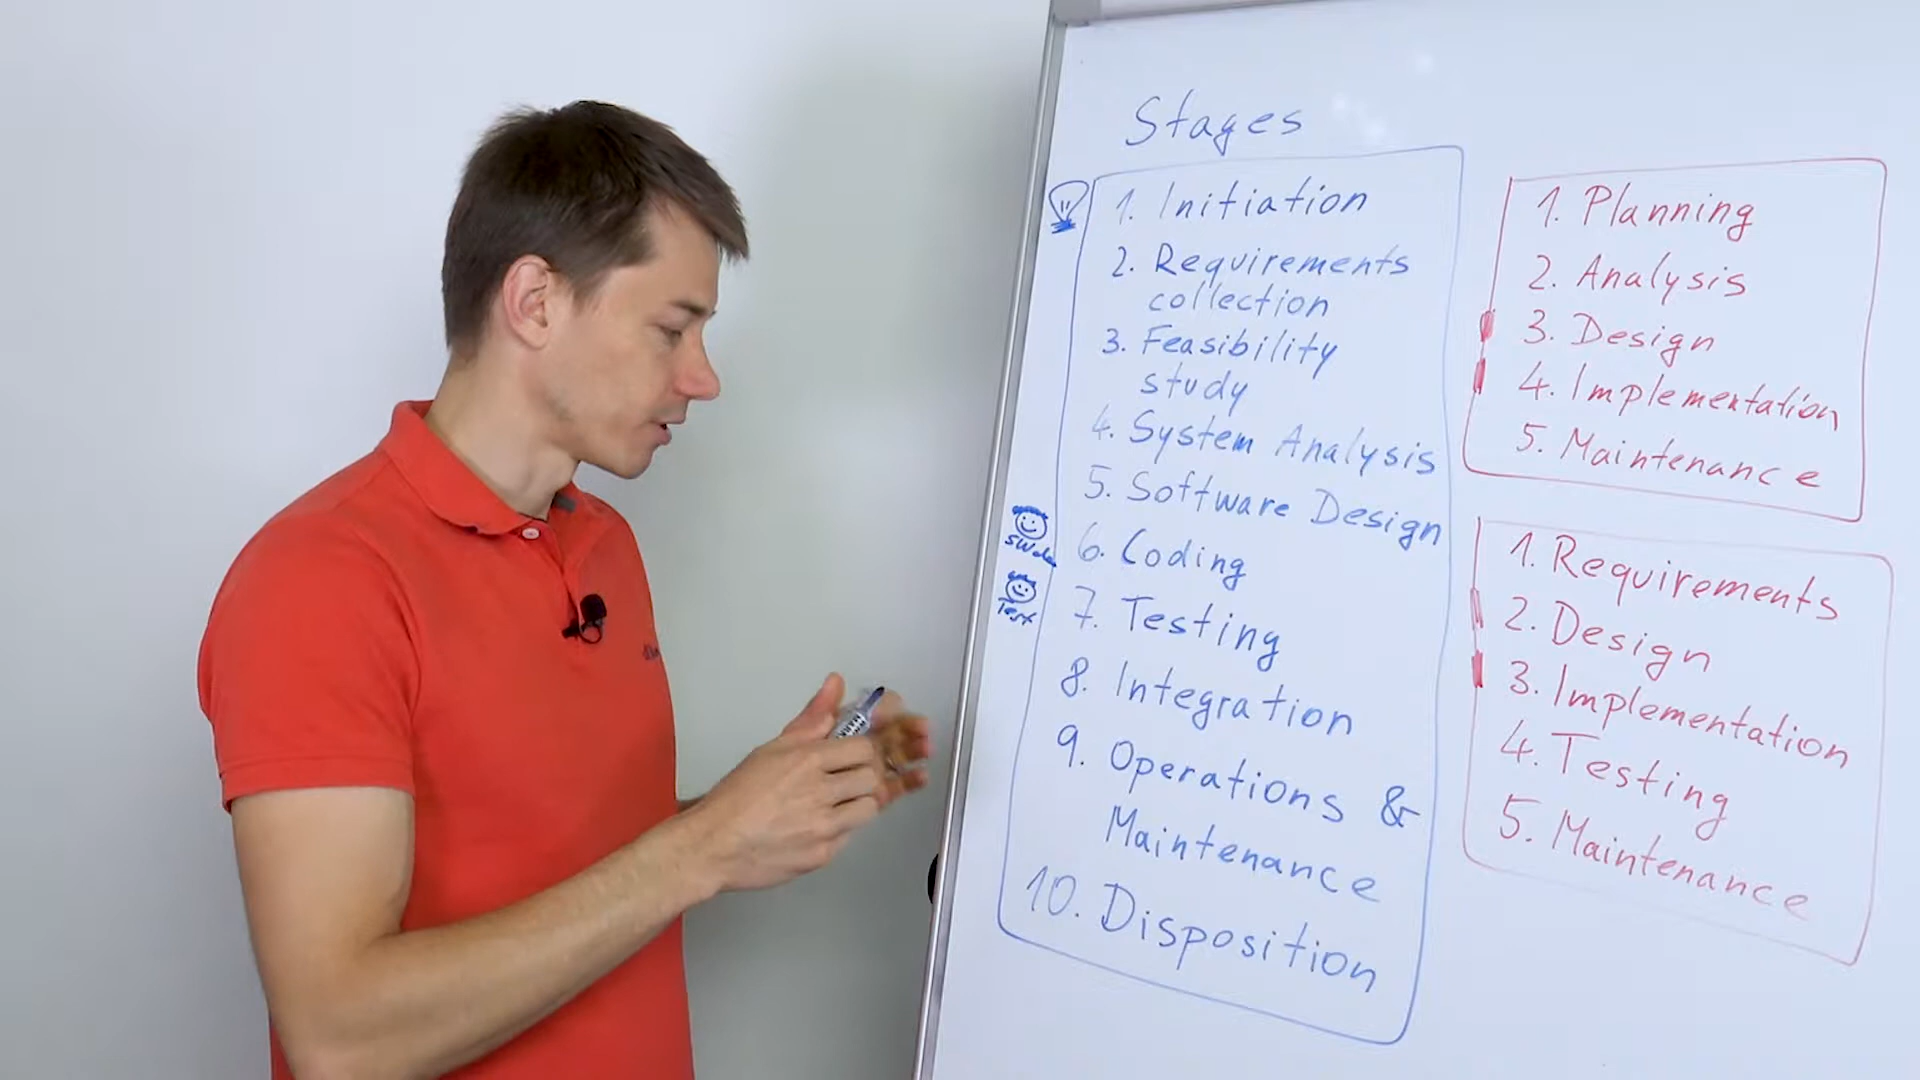 Stages
1. Initiation
2. Requirements
collection
3. Feasibility
study
4. System Analysis
5. Software Design
6. Coding
7. Testing
8. Integration
9. Operations &
Maintenance
10. Disposition
Test
1. Planning
2. Analysis
3. Design
4. Implementation
5. Maintenance
1. Requirements
2. Design
3. Implementation
4. Testing
5. Maintenance